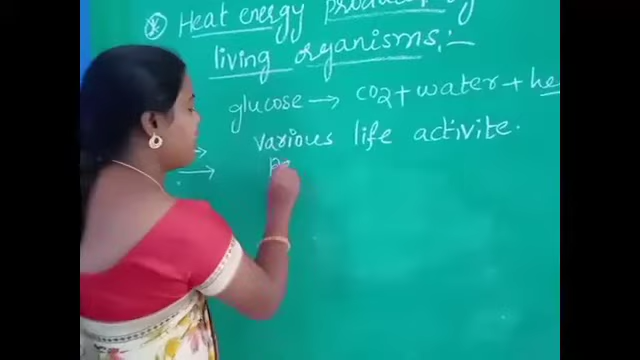 * Heat energy
living organisms:-
glucose → CO2 + water + he
various life activite.